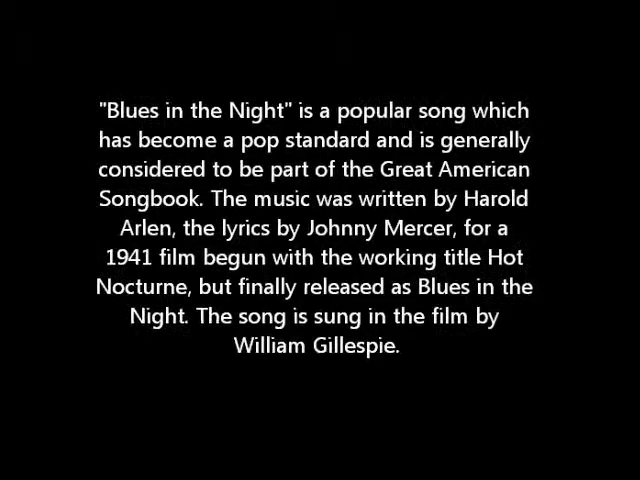 "Blues in the Night" is a popular song which
has become a pop standard and is generally
considered to be part of the Great American
Songbook. The music was written by Harold
Arlen, the lyrics by Johnny Mercer, for a
1941 film begun with the working title Hot
Nocturne, but finally released as Blues in the
Night. The song is sung in the film by
William Gillespie.